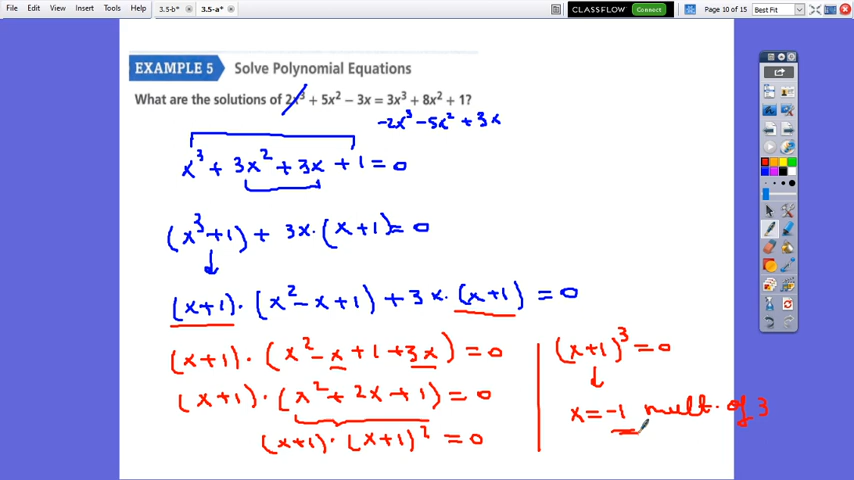 File Edit View Insert Tools Help 3.5-b* 3.5-a* CLASSFLOW Connect Page 10 of 15 Best Fit
EXAMPLE 5 Solve Polynomial Equations
What are the solutions of 2x³ + 5x² − 3x = 3x³ + 8x² + 1?
-2x³ - 5x² + 3x
x³ + 3x² + 3x + 1 = 0
(x³ + 1) + 3x · (x + 1) = 0
(x+1) · (x² - x + 1) + 3x · (x+1) = 0
(x+1) · (x² - x + 1 + 3x) = 0
(x+1) · (x² + 2x + 1) = 0
(x+1) · (x+1)² = 0
(x+1)³ = 0
x = -1 mult. of 3